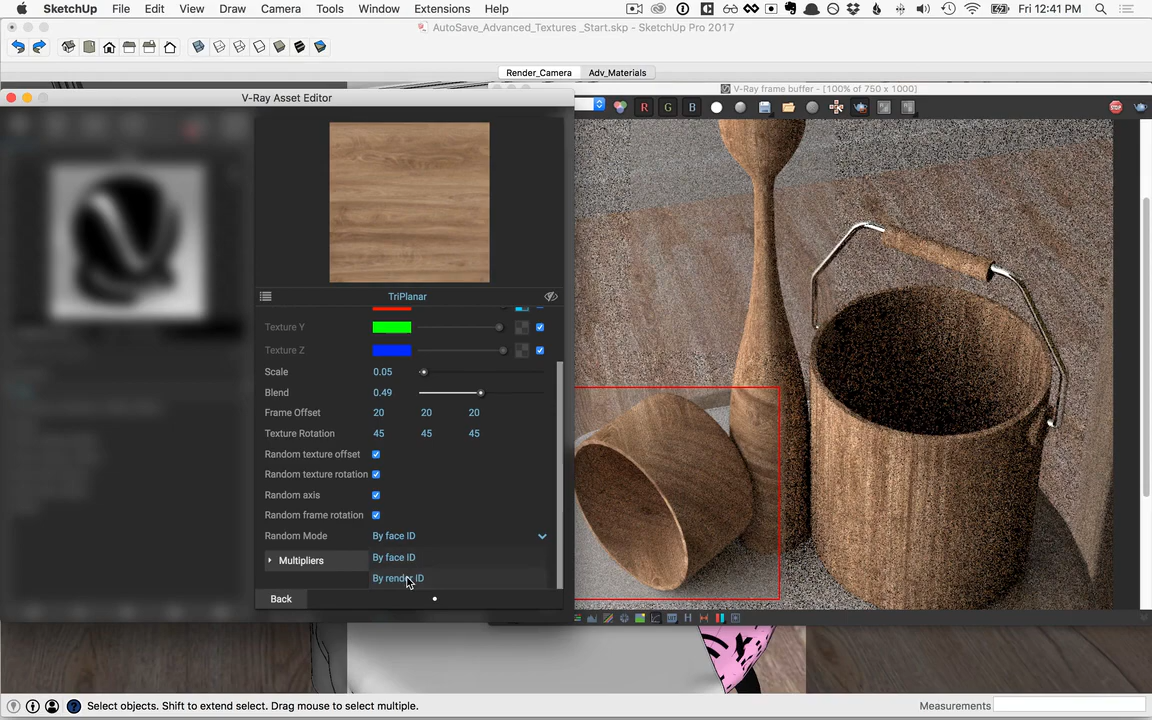 SketchUp File Edit View Draw Camera Tools Window Extensions Help Fri 12:41 PM
AutoSave_Advanced_Textures _Start.skp - SketchUp Pro 2017
Render_Camera Adv_Materials
V-Ray Asset Editor
V-Ray frame buffer - [100% of 750 x 1000]
R G B
STOP
TriPlanar
Texture Y
Texture Z
Scale 0.05
Blend 0.49
Frame Offset 20 20 20
Texture Rotation 45 45 45
Random texture offset
Random texture rotation
Random axis
Random frame rotation
Random Mode By face ID
By face ID
Multipliers
By render ID
Back
H
Select objects. Shift to extend select. Drag mouse to select multiple.
Measurements